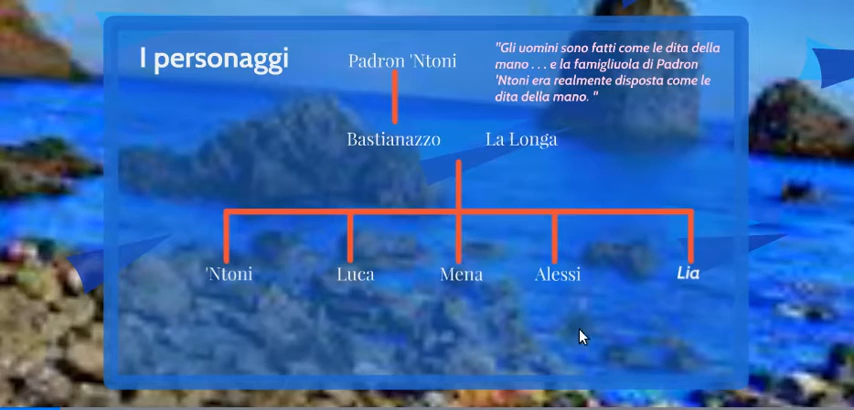 I personaggi
Padron 'Ntoni
"Gli uomini sono fatti come le dita della
mano . . . e la famigliuola di Padron
'Ntoni era realmente disposta come le
dita della mano. "
Bastianazzo La Longa
'Ntoni Luca Mena Alessi Lia